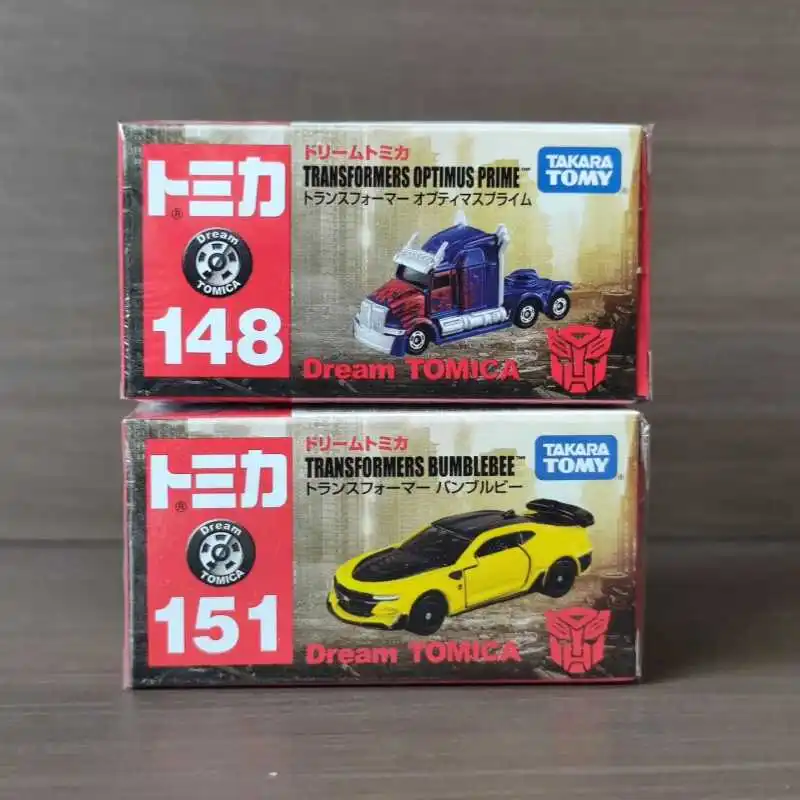 トミカ®
Dream
TOMICA
148
ドリームトミカ
TRANSFORMERS OPTIMUS PRIME™
トランスフォーマー オプティマスプライム
TAKARA
TOMY
Dream TOMICA
トミカ®
Dream
TOMICA
151
ドリームトミカ
TRANSFORMERS BUMBLEBEE™
トランスフォーマー バンブルビー
TAKARA
TOMY
Dream TOMICA